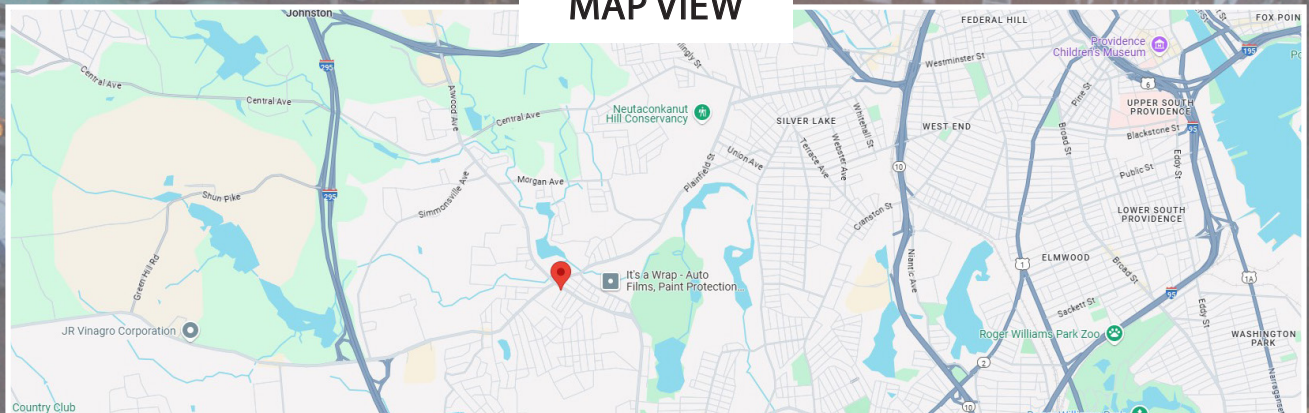 MAP VIEW
Johnston
FEDERAL HILL
FOX POIN
Providence
Children's Museum
195
Westminster St
6
295
Central Ave
Central Ave
Atwood Ave
Central Ave
Neutaconkanut
Hill Conservancy
SILVER LAKE
Whitehall St
WEST END
Pine St
UPPER SOUTH
PROVIDENCE
Broad St
Blackstone St
95
Webster Ave
Terrace Ave
Union Ave
Plainfield St
Eddy St
10
Public St
Morgan Ave
295
Shun Pike
Simmonsville Ave
Cranston St
LOWER SOUTH
PROVIDENCE
Green Hill Rd
Niantic Ave
1
ELMWOOD
Broad St
1A
It's a Wrap - Auto
Films, Paint Protection...
95
Sackett St
Eddy St
JR Vinagro Corporation
Roger Williams Park Zoo
WASHINGTON
PARK
2
Country Club
10